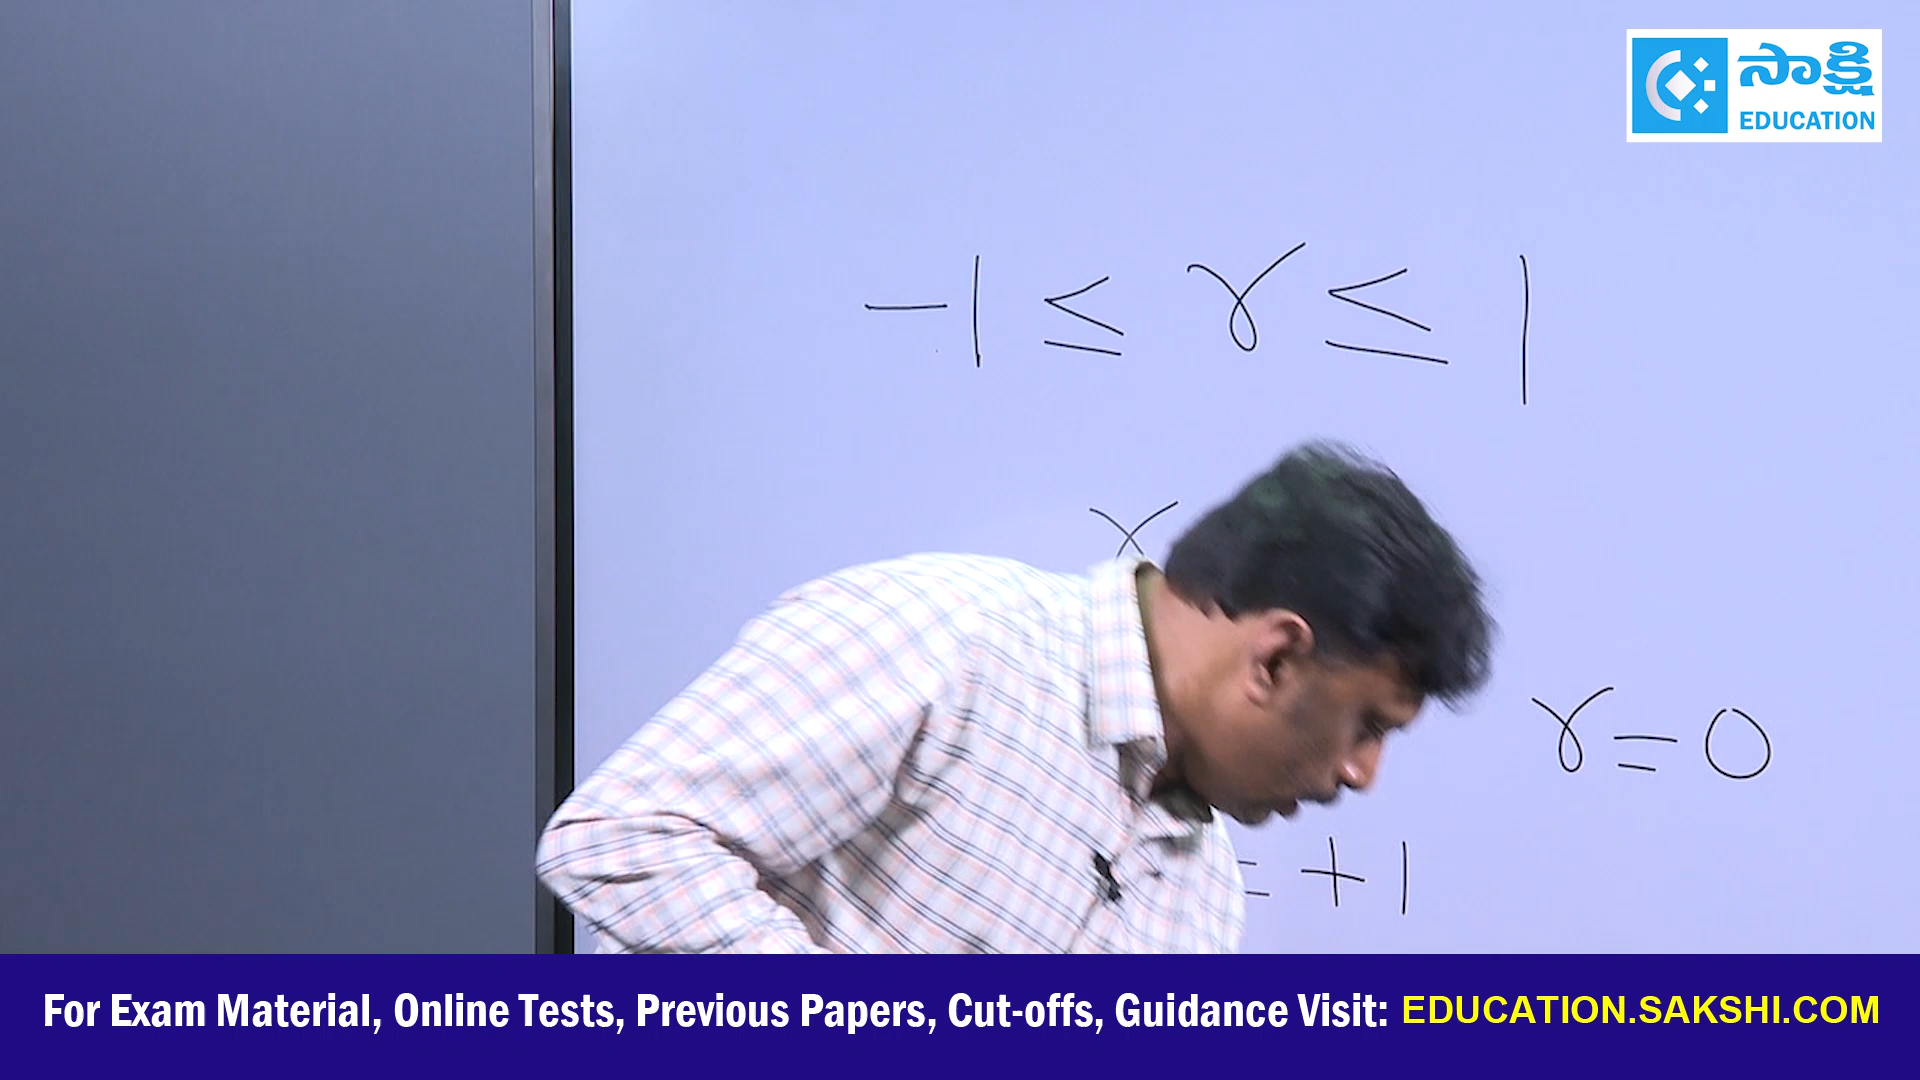 సాక్షి
EDUCATION
-1 ≤ r ≤ 1
r
r = 0
= +1
For Exam Material, Online Tests, Previous Papers, Cut-offs, Guidance Visit: EDUCATION.SAKSHI.COM